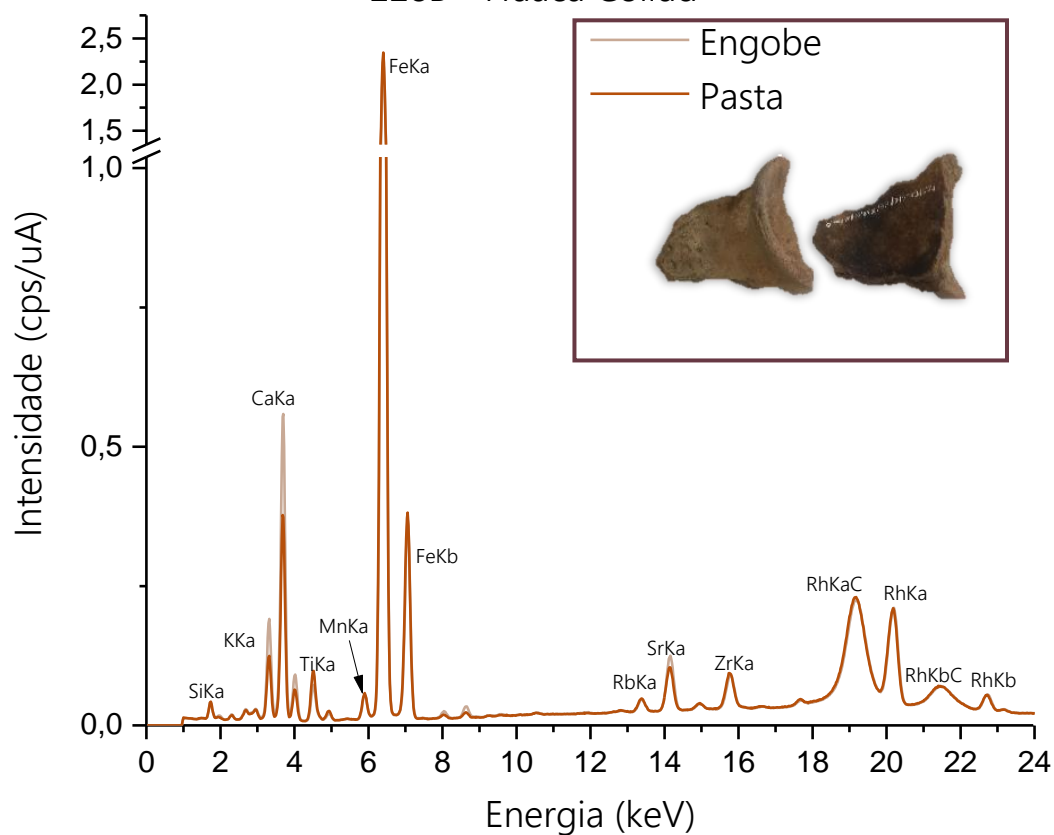 Engobe
Pasta
FeKa
CaKa
FeKb
KKa
MnKa
TiKa
SiKa
RbKa
SrKa
ZrKa
RhKaC
RhKa
RhKbC
RhKb
Intensidade (cps/uA)
2,5
2,0
1,5
1,0
0,5
0,0
0 2 4 6 8 10 12 14 16 18 20 22 24
Energia (keV)